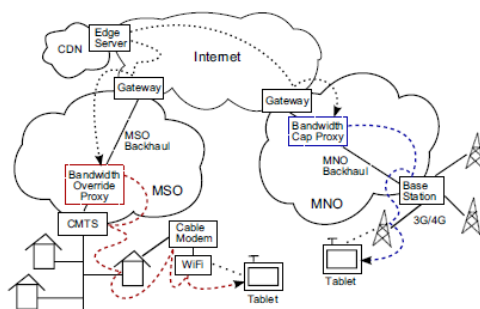 CDN
Edge
Server
Internet
Gateway
Gateway
MSO
Backhaul
Bandwidth
Cap Proxy
MNO
Backhaul
Bandwidth
Override
Proxy
MSO
MNO
Base
Station
CMTS
Cable
Modem
3G/4G
WiFi
Tablet
Tablet